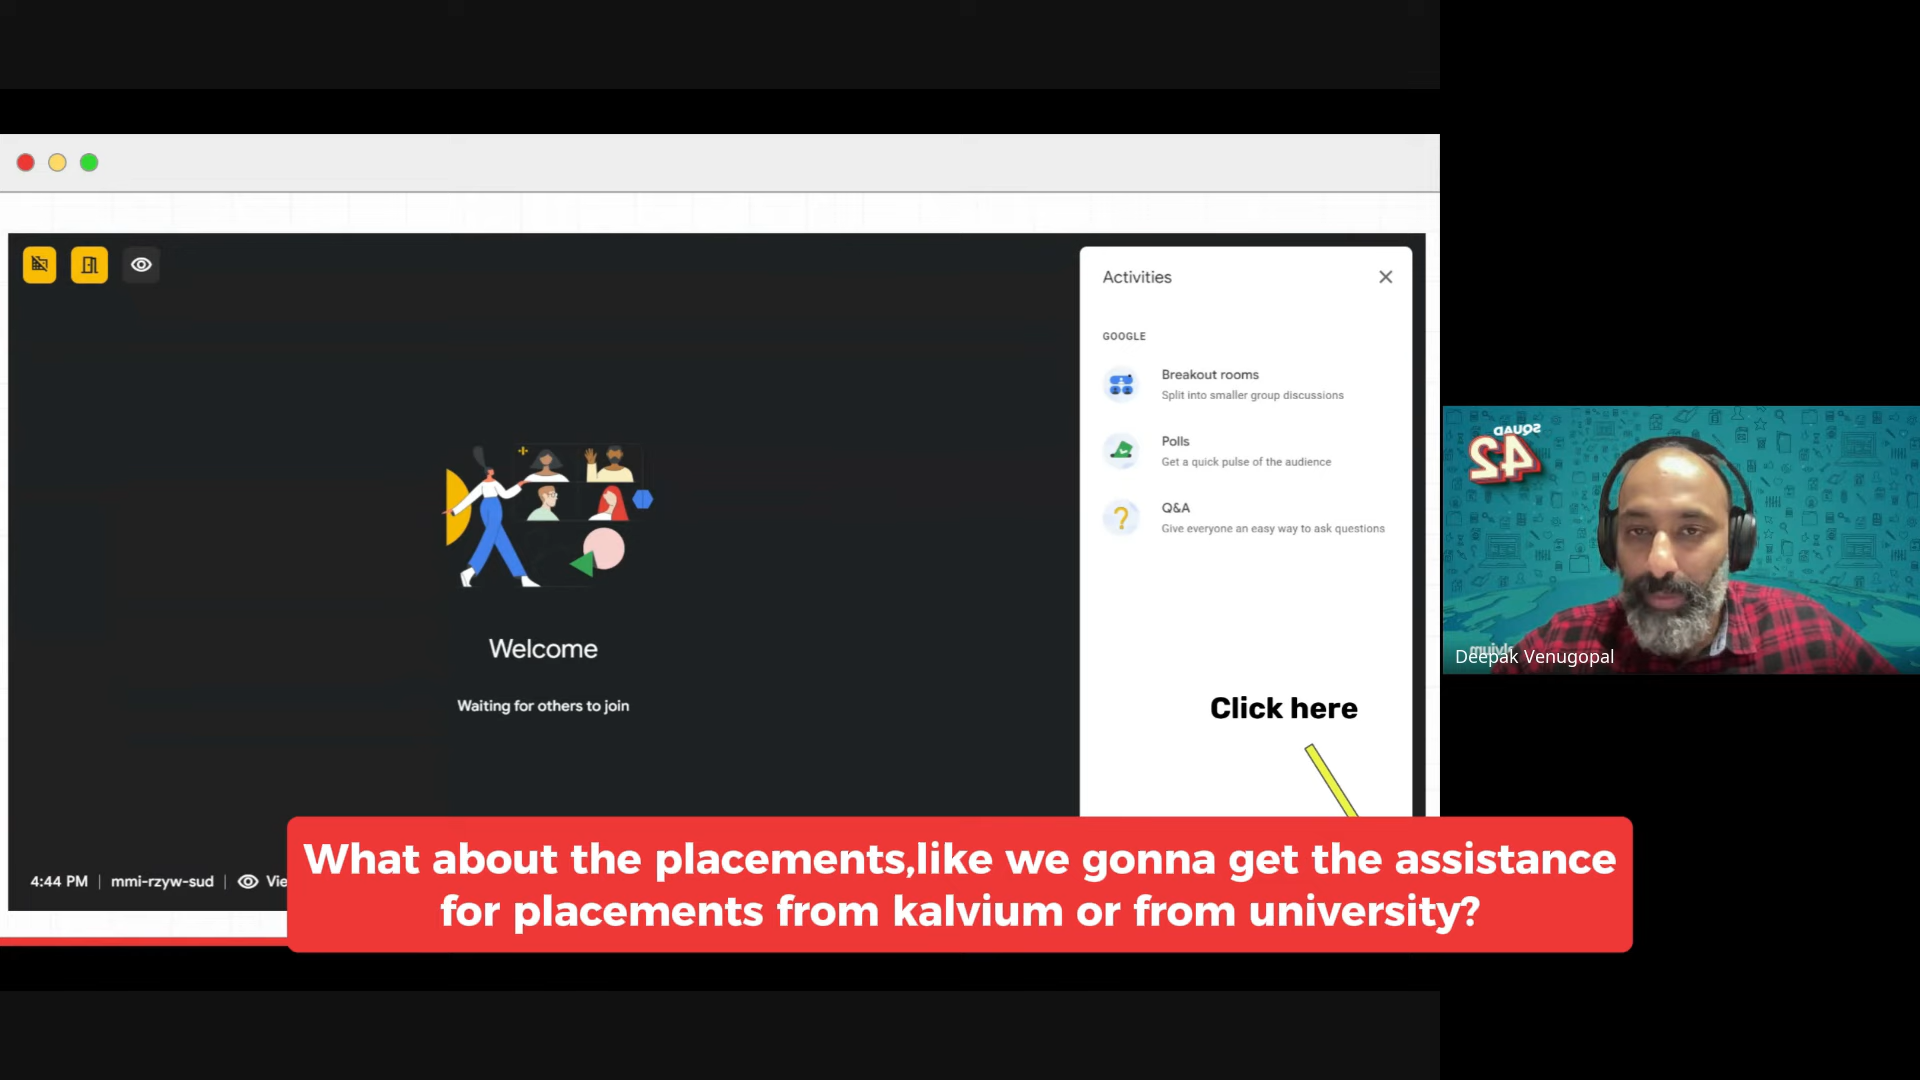 Activities
GOOGLE
Breakout rooms
Split into smaller group discussions
Polls
Get a quick pulse of the audience
Q&A
Give everyone an easy way to ask questions
SQUAD
42
Welcome
Waiting for others to join
Click here
Deepak Venugopal
4:44 PM | mmi-rzyw-sud | Vie
What about the placements,like we gonna get the assistance
for placements from kalvium or from university?